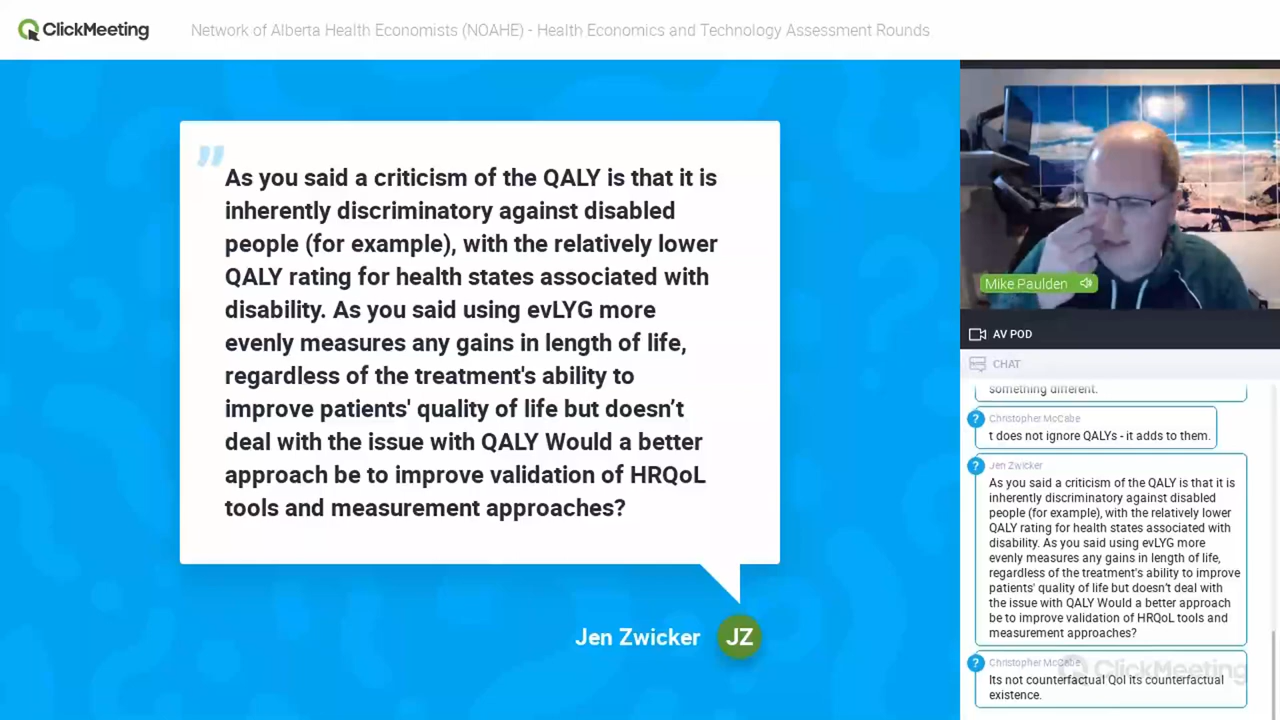 ClickMeeting
Network of Alberta Health Economists (NOAHE) - Health Economics and Technology Assessment Rounds
As you said a criticism of the QALY is that it is
inherently discriminatory against disabled
people (for example), with the relatively lower
QALY rating for health states associated with
disability. As you said using evLYG more
evenly measures any gains in length of life,
regardless of the treatment's ability to
improve patients' quality of life but doesn’t
deal with the issue with QALY Would a better
approach be to improve validation of HRQoL
tools and measurement approaches?
Jen Zwicker
JZ
Mike Paulden
AV POD
CHAT
something different.
?
Christopher McCabe
t does not ignore QALYs - it adds to them.
?
Jen Zwicker
As you said a criticism of the QALY is that it is
inherently discriminatory against disabled
people (for example), with the relatively lower
QALY rating for health states associated with
disability. As you said using evLYG more
evenly measures any gains in length of life,
regardless of the treatment's ability to improve
patients' quality of life but doesn’t deal with
the issue with QALY Would a better approach
be to improve validation of HRQoL tools and
measurement approaches?
?
Christopher McCabe
Its not counterfactual Qol its counterfactual
existence.
ClickMeeting